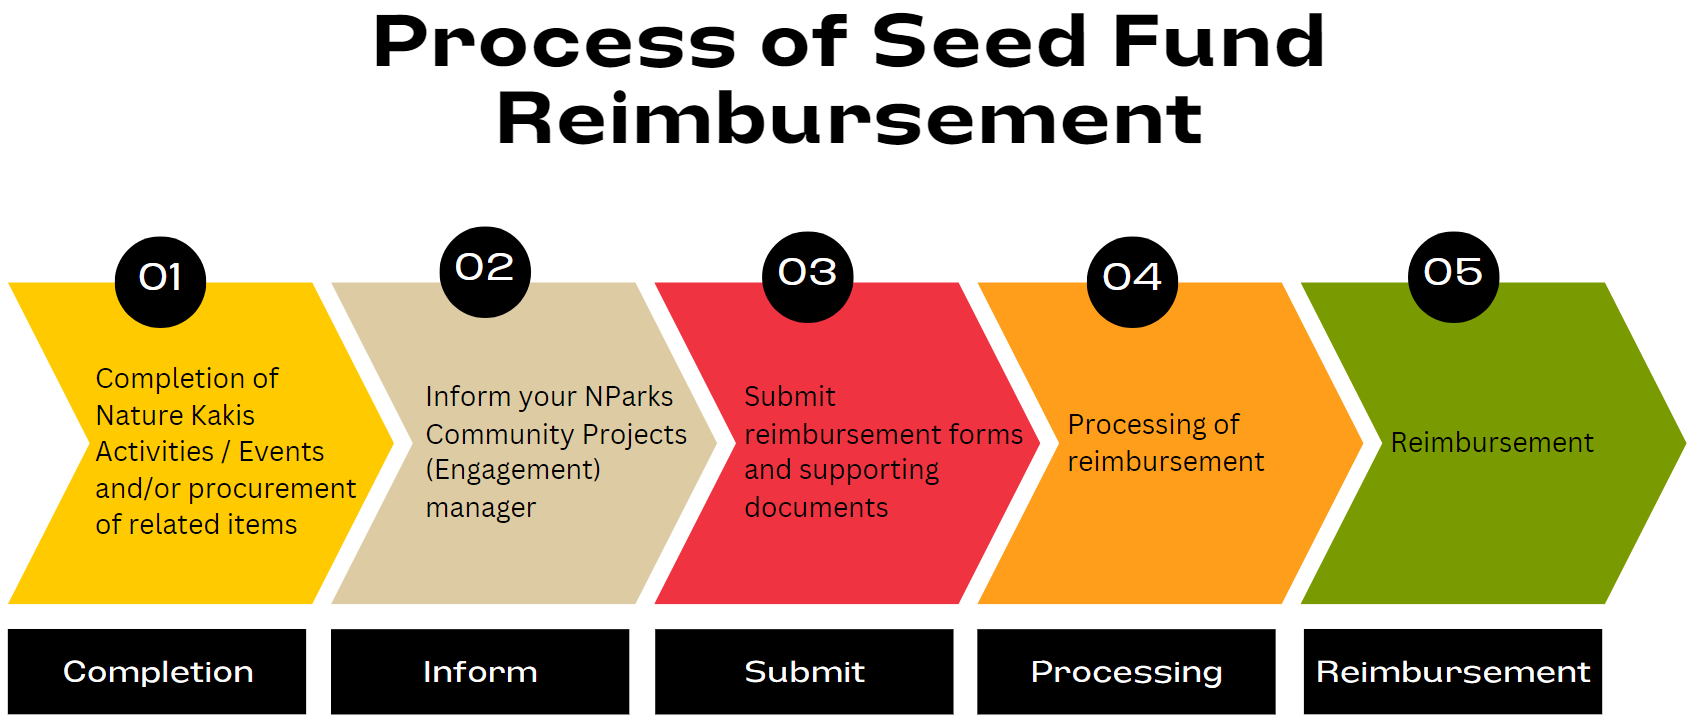 Process of Seed Fund
Reimbursement
01
Completion of
Nature Kakis
Activities / Events
and/or procurement
of related items
Completion
02
Inform your NParks
Community Projects
(Engagement)
manager
Inform
03
Submit
reimbursement forms
and supporting
documents
Submit
04
Processing of
reimbursement
Processing
05
Reimbursement
Reimbursement